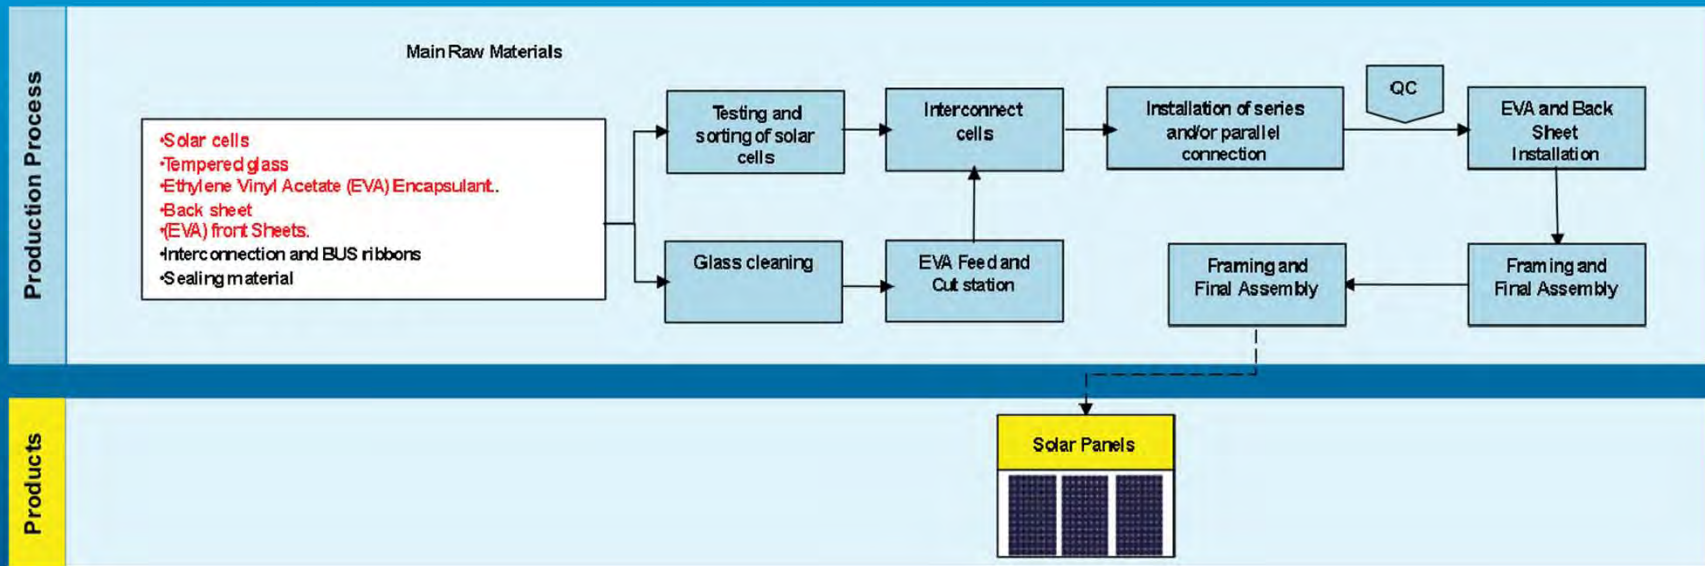 Production Process
Main Raw Materials
•Solar cells
•Tempered glass
•Ethylene Vinyl Acetate (EVA) Encapsulant..
•Back sheet
•(EVA) front Sheets.
•Interconnection and BUS ribbons
•Sealing material
Testing and
sorting of solar
cells
Interconnect
cells
Installation of series
and/or parallel
connection
QC
EVA and Back
Sheet
Installation
Glass cleaning
EVA Feed and
Cut station
Framing and
Final Assembly
Framing and
Final Assembly
Products
Solar Panels